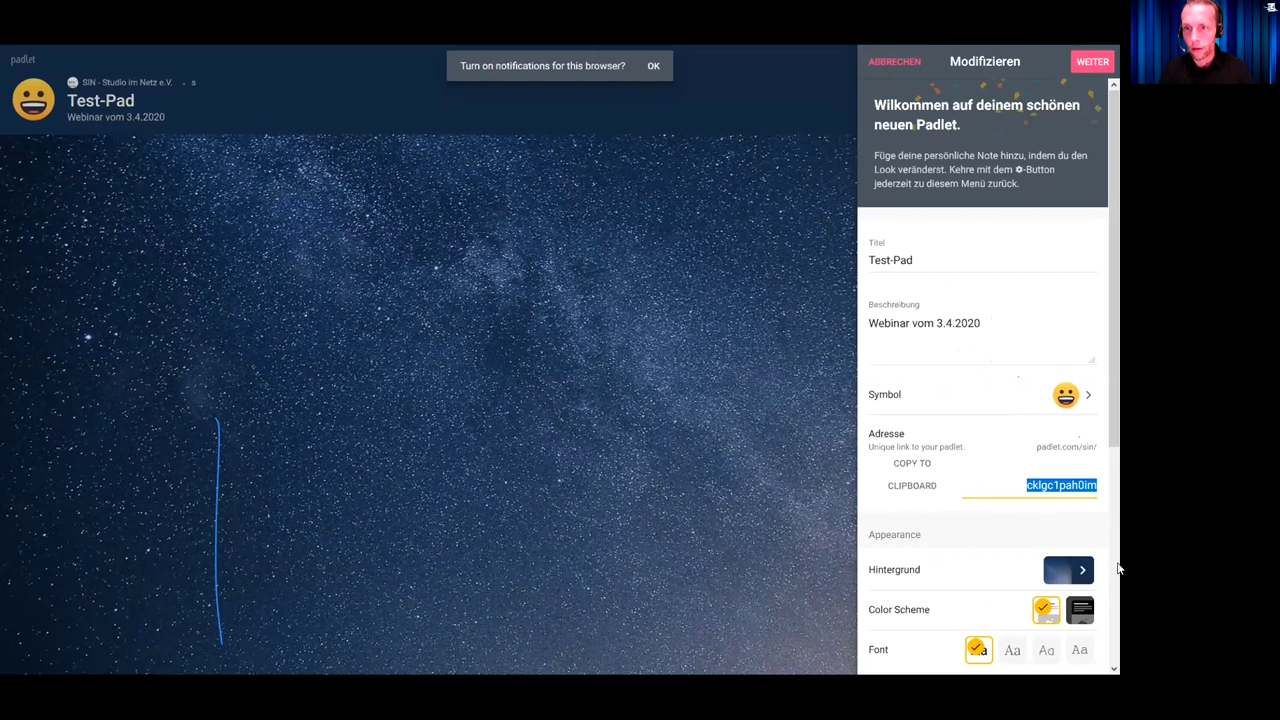 padlet
SIN - Studio im Netz e.V. • 8
Test-Pad
Webinar vom 3.4.2020
Turn on notifications for this browser?
OK
ABBRECHEN
Modifizieren
WEITER
Wilkommen auf deinem schönen
neuen Padlet.
Füge deine persönliche Note hinzu, indem du den
Look veränderst. Kehre mit dem -Button
jederzeit zu diesem Menü zurück.
Titel
Test-Pad
Beschreibung
Webinar vom 3.4.2020
Symbol
Adresse
Unique link to your padlet.
padlet.com/sin/
COPY TO
CLIPBOARD
cklgc1pah0im
Appearance
Hintergrund
Color Scheme
Font
Aa
Aa
Aa
Aa